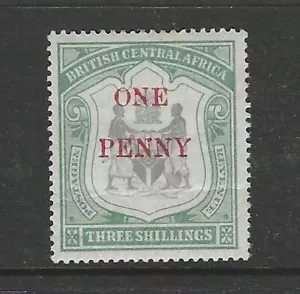 BRITISH CENTRAL AFRICA
ONE
PENNY
POSTAGE &
REVENUE
THREE SHILLINGS